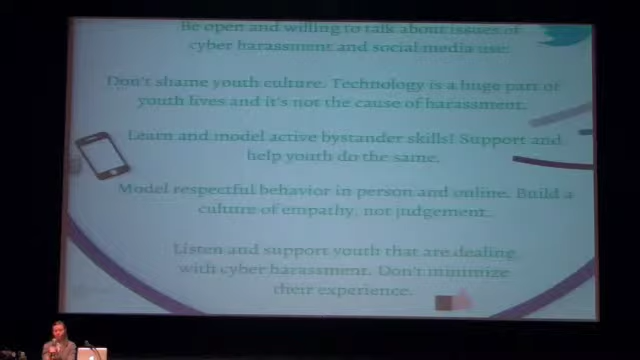 Be open and willing to talk about issues of
cyber harassment and social media use.
Don't shame youth culture. Technology is a huge part of
youth lives and it's not the cause of harassment.
Learn and model active bystander skills! Support and
help youth do the same.
Model respectful behavior in person and online. Build a
culture of empathy, not judgement.
Listen and support youth that are dealing
with cyber harassment. Don't minimize
their experience.